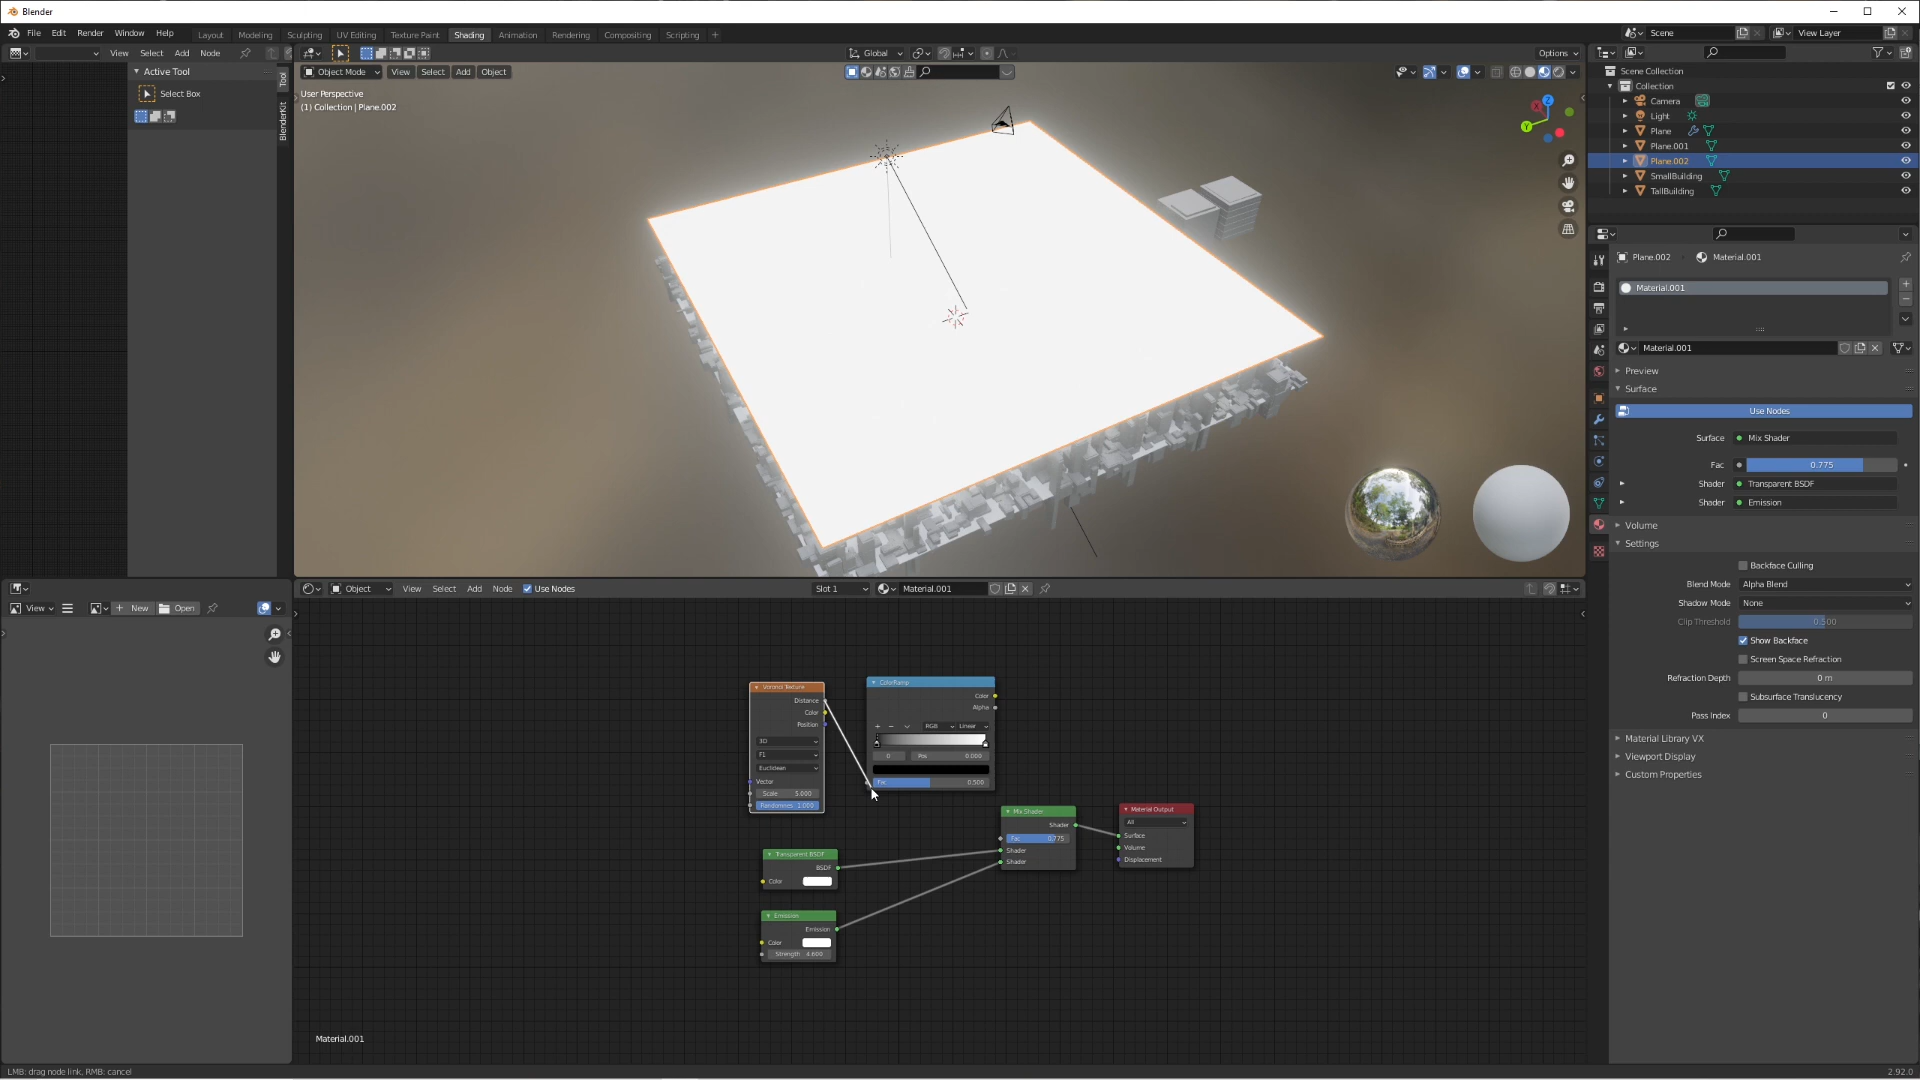 Blender
File Edit Render Window Help Layout Modeling Sculpting UV Editing Texture Paint Shading Animation Rendering Compositing Scripting + Scene View Layer
View Select Add Node Global Options
Object Mode View Select Add Object
Active Tool
Select Box
Tool
BlenderKit
User Perspective
(1) Collection | Plane.002
Scene Collection
Collection
Camera
Light
Plane
Plane.001
Plane.002
SmallBuilding
TallBuilding
Plane.002 Material.001
Material.001
Material.001
Preview
Surface
Use Nodes
Surface Mix Shader
Fac 0.775
Shader Transparent BSDF
Shader Emission
Volume
Settings
Backface Culling
Blend Mode Alpha Blend
Shadow Mode None
Clip Threshold 0.500
Show Backface
Screen Space Refraction
Refraction Depth 0 m
Subsurface Translucency
Pass Index 0
Material Library VX
Viewport Display
Custom Properties
View New Open
Object View Select Add Node Use Nodes Slot 1 Material.001
Voronoi Texture
Distance
Color
Position
3D
F1
Euclidean
Vector
Scale 5.000
Randomnes 1.000
ColorRamp
Color
Alpha
+ − RGB Linear
0 Pos 0.000
Fac 0.500
Transparent BSDF
BSDF
Color
Emission
Emission
Color
Strength 4.600
Mix Shader
Shader
Fac 0.775
Shader
Shader
Material Output
All
Surface
Volume
Displacement
Material.001
LMB: drag node link, RMB: cancel 2.92.0